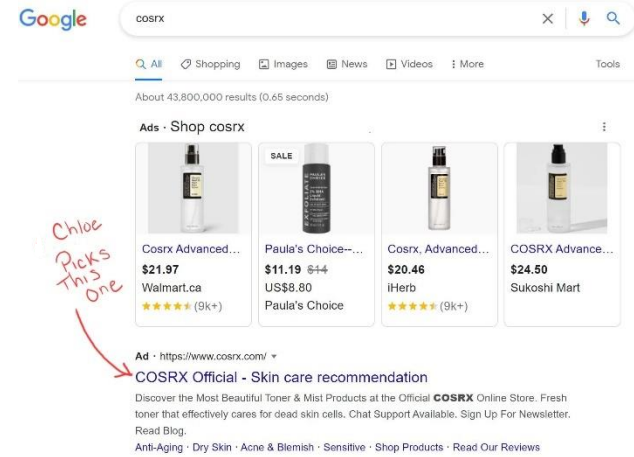 Google
cosrx
All Shopping Images News Videos More Tools
About 43,800,000 results (0.65 seconds)
Ads · Shop cosrx
SALE
PAULA'S CHOICE
EXFOLIATE
Cosrx Advanced...
$21.97
Walmart.ca
(9k+)
Paula's Choice--...
$11.19 $14
US$8.80
Paula's Choice
Cosrx, Advanced...
$20.46
iHerb
(9k+)
COSRX Advance...
$24.50
Sukoshi Mart
Chloe
Picks
This
one
Ad · https://www.cosrx.com/
COSRX Official - Skin care recommendation
Discover the Most Beautiful Toner & Mist Products at the Official COSRX Online Store. Fresh
toner that effectively cares for dead skin cells. Chat Support Available. Sign Up For Newsletter.
Read Blog.
Anti-Aging · Dry Skin · Acne & Blemish · Sensitive · Shop Products · Read Our Reviews